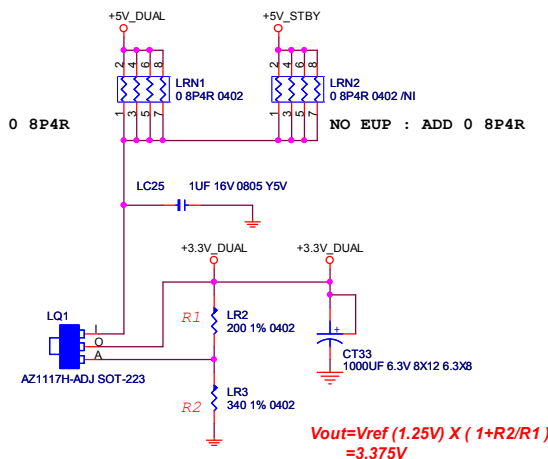 +5V_DUAL
+5V_STBY
2 4 6 8
LRN1
0 8P4R 0402
1 3 5 7
2 4 6 8
LRN2
0 8P4R 0402 /NI
1 3 5 7
0 8P4R
NO EUP : ADD 0 8P4R
LC25
1UF 16V 0805 Y5V
+3.3V_DUAL
+3.3V_DUAL
LQ1
I
O
A
AZ1117H-ADJ SOT-223
R1
LR2
200 1% 0402
R2
LR3
340 1% 0402
+
CT33
1000UF 6.3V 8X12 6.3X8
Vout=Vref (1.25V) X ( 1+R2/R1 )
=3.375V